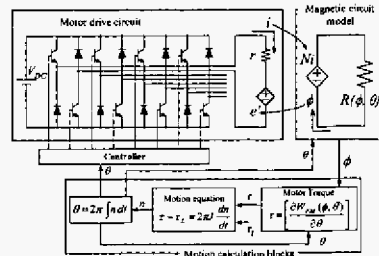 Motor drive circuit
Magnetic circuit
model
V_DC
i
r
e
Ni
ϕ
R(ϕ, θ)
Controller
θ
θ
ϕ
θ = 2π∫n dt
n
Motion equation
τ − τ_L = 2πJ dn/dt
τ
τ_L
Motor Torque
τ = [∂W_fM(ϕ, θ)/∂θ]
θ
Motion calculation blocks